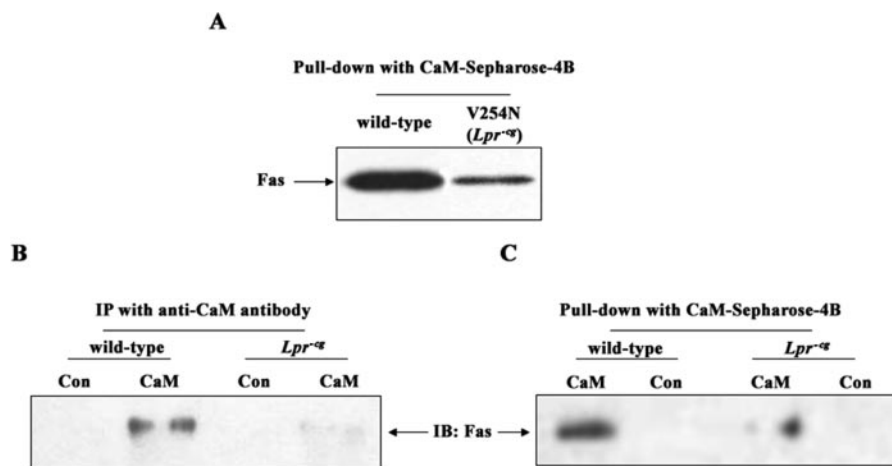 A
Pull-down with CaM-Sepharose-4B
wild-type V254N
(Lpr-cg)
Fas
B
IP with anti-CaM antibody
wild-type Lpr-cg
Con CaM Con CaM
IB: Fas
C
Pull-down with CaM-Sepharose-4B
wild-type Lpr-cg
CaM Con CaM Con